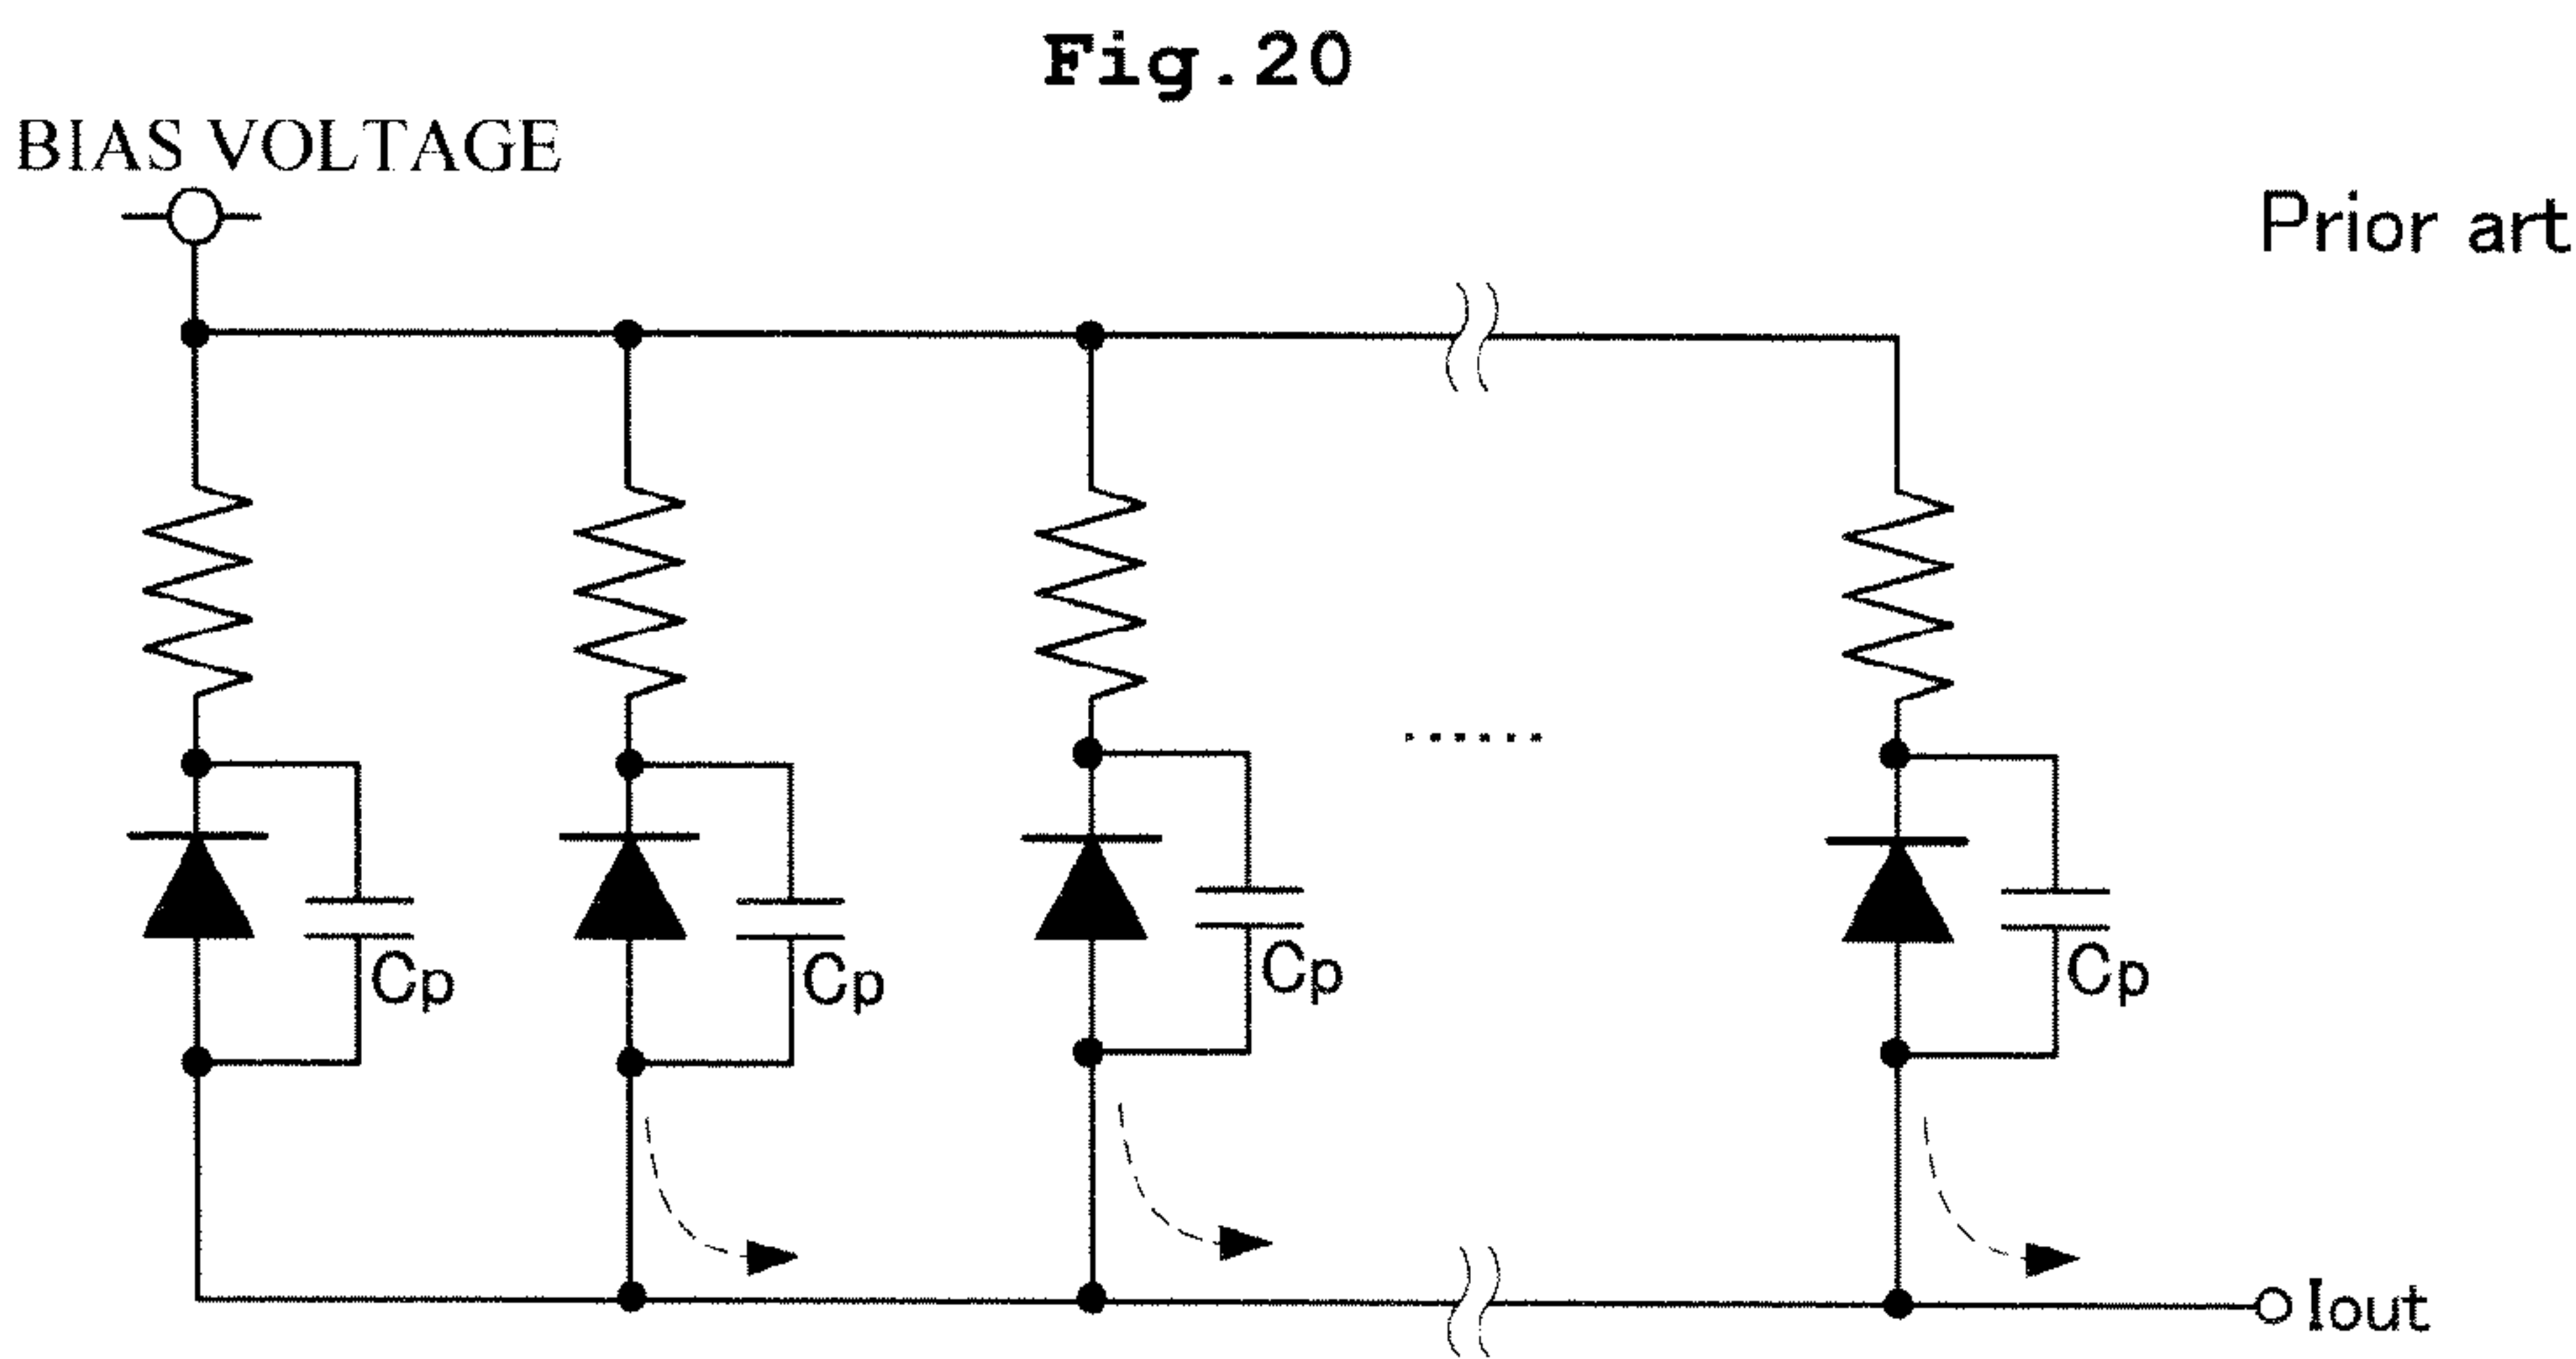 Fig.20
BIAS VOLTAGE
Prior art
Cp
Cp
Cp
Cp
Iout